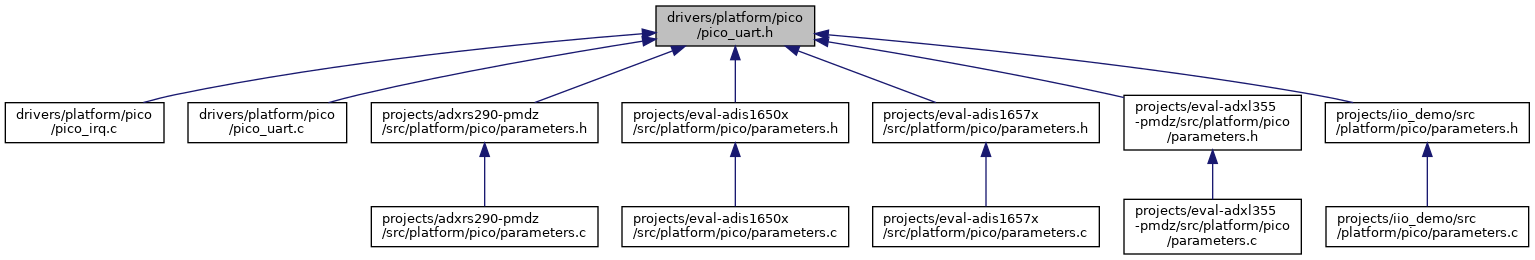 drivers/platform/pico
/pico_uart.h
drivers/platform/pico
/pico_irq.c
drivers/platform/pico
/pico_uart.c
projects/adxrs290-pmdz
/src/platform/pico/parameters.h
projects/eval-adis1650x
/src/platform/pico/parameters.h
projects/eval-adis1657x
/src/platform/pico/parameters.h
projects/eval-adxl355
-pmdz/src/platform/pico
/parameters.h
projects/iio_demo/src
/platform/pico/parameters.h
projects/adxrs290-pmdz
/src/platform/pico/parameters.c
projects/eval-adis1650x
/src/platform/pico/parameters.c
projects/eval-adis1657x
/src/platform/pico/parameters.c
projects/eval-adxl355
-pmdz/src/platform/pico
/parameters.c
projects/iio_demo/src
/platform/pico/parameters.c